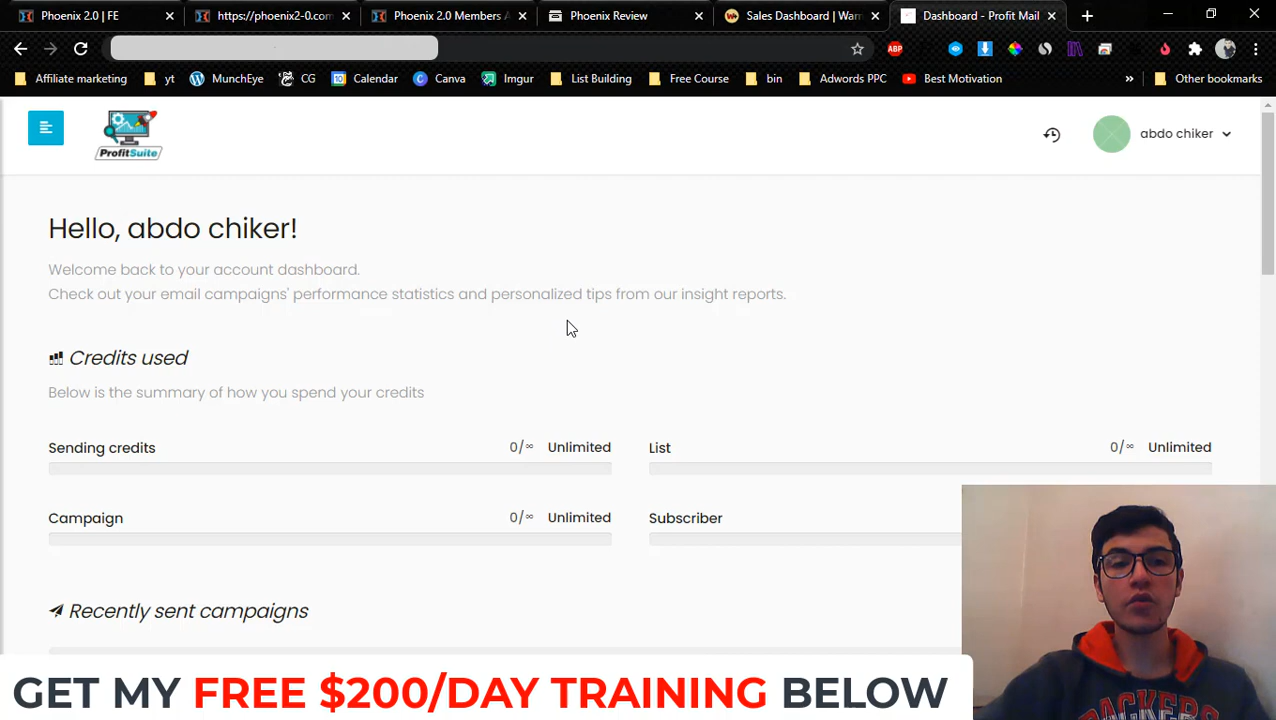 Phoenix 2.0 | FE
https://phoenix2-0.com
Phoenix 2.0 Members A
Phoenix Review
Sales Dashboard | Warr
Dashboard - Profit Mail
ABP
Affiliate marketing
yt
MunchEye
CG
10
Calendar
Canva
Imgur
List Building
Free Course
bin
Adwords PPC
Best Motivation
»
Other bookmarks
ProfitSuite
abdo chiker
Hello, abdo chiker!
Welcome back to your account dashboard.
Check out your email campaigns' performance statistics and personalized tips from our insight reports.
Credits used
Below is the summary of how you spend your credits
Sending credits 0/∞ Unlimited
List 0/∞ Unlimited
Campaign 0/∞ Unlimited
Subscriber
Recently sent campaigns
PACKERS
GET MY FREE $200/DAY TRAINING BELOW